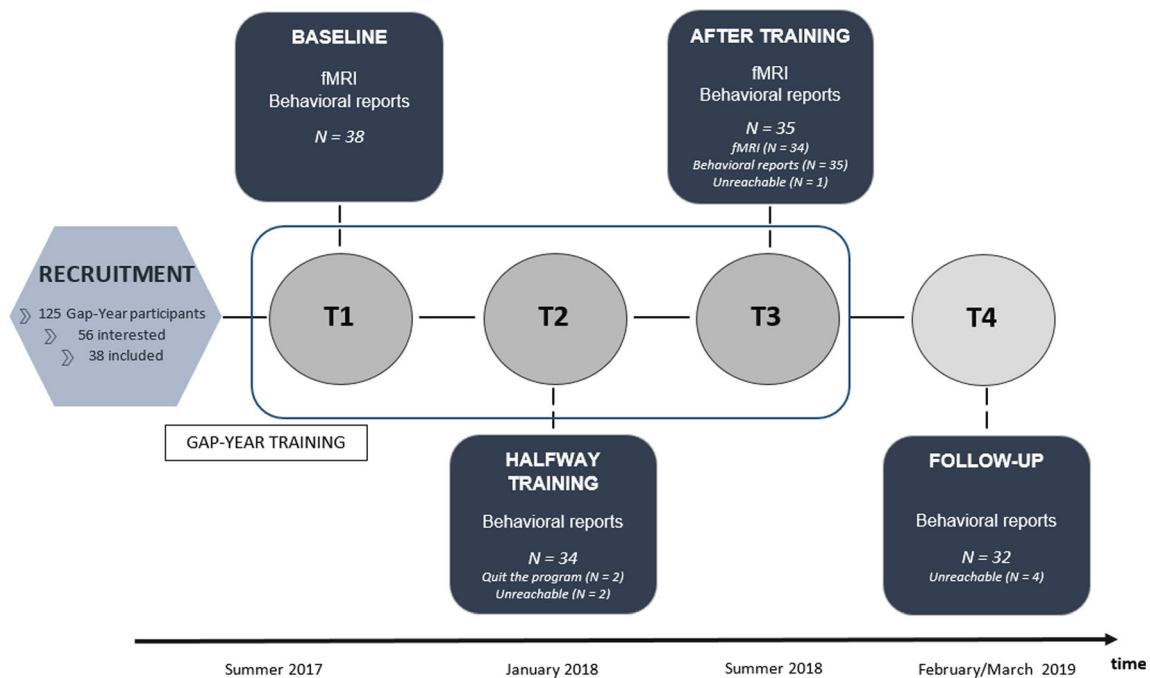 BASELINE
fMRI
Behavioral reports
N = 38
AFTER TRAINING
fMRI
Behavioral reports
N = 35
fMRI (N = 34)
Behavioral reports (N = 35)
Unreachable (N = 1)
RECRUITMENT
125 Gap-Year participants
56 interested
38 included
T1
T2
T3
T4
GAP-YEAR TRAINING
HALFWAY
TRAINING
Behavioral reports
N = 34
Quit the program (N = 2)
Unreachable (N = 2)
FOLLOW-UP
Behavioral reports
N = 32
Unreachable (N = 4)
Summer 2017
January 2018
Summer 2018
February/March 2019
time